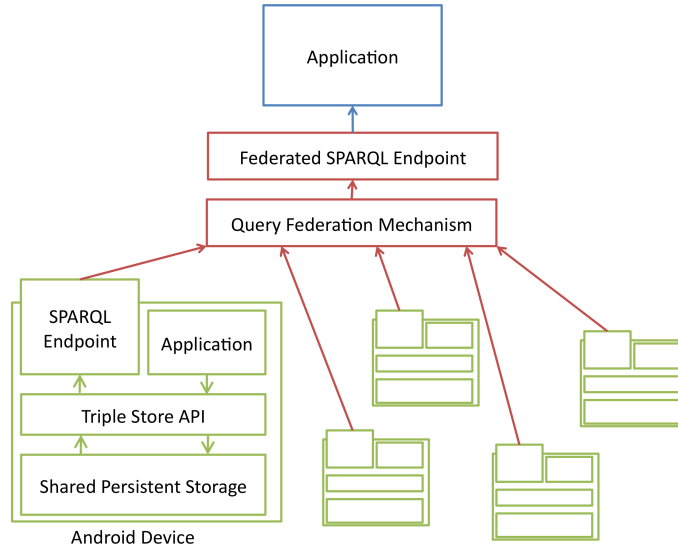 Application
Federated SPARQL Endpoint
Query Federation Mechanism
SPARQL
Endpoint
Application
Triple Store API
Shared Persistent Storage
Android Device